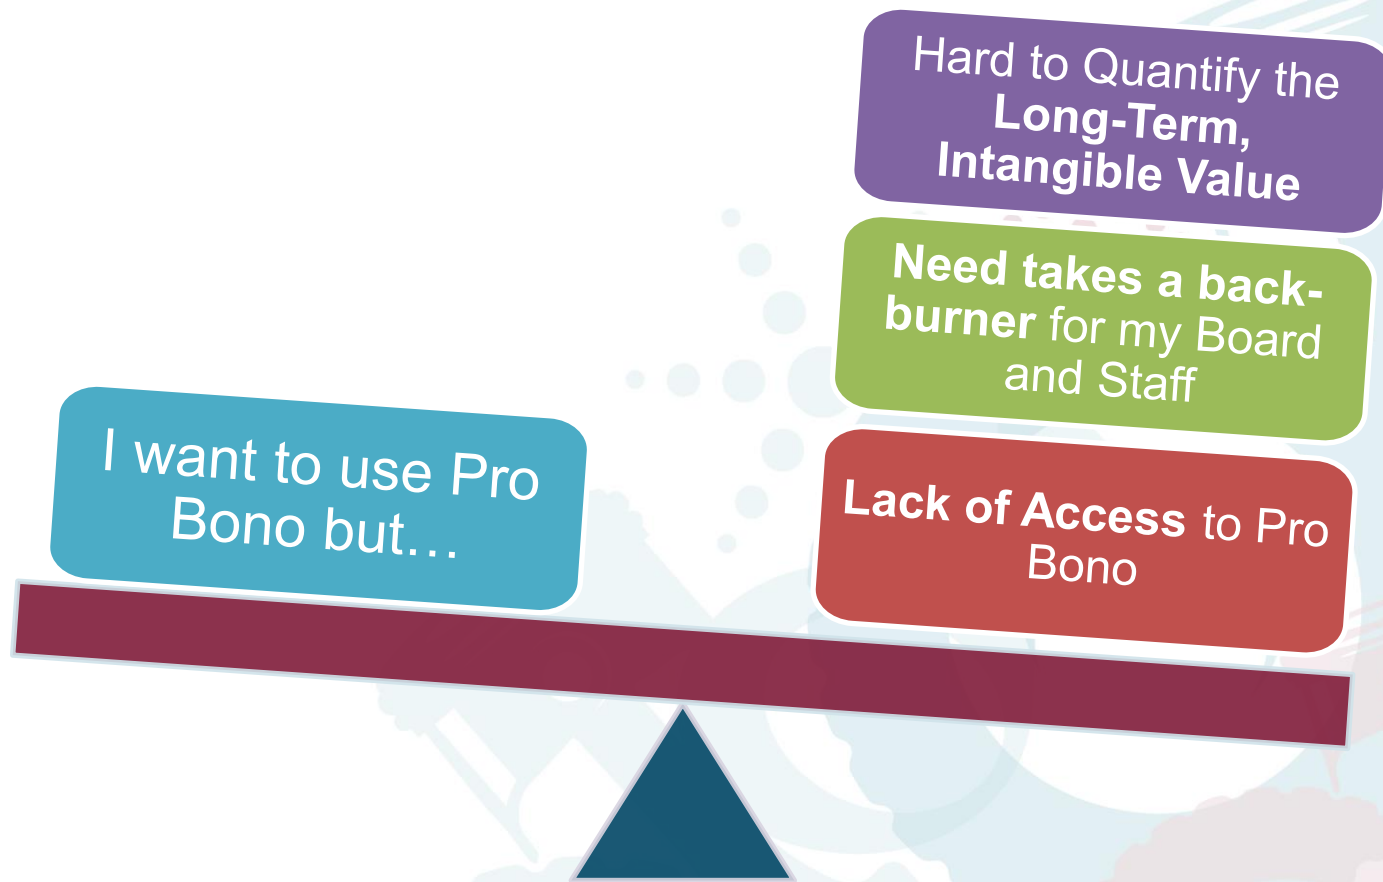 Hard to Quantify the
Long-Term,
Intangible Value
Need takes a back-
burner for my Board
and Staff
I want to use Pro
Bono but…
Lack of Access to Pro
Bono